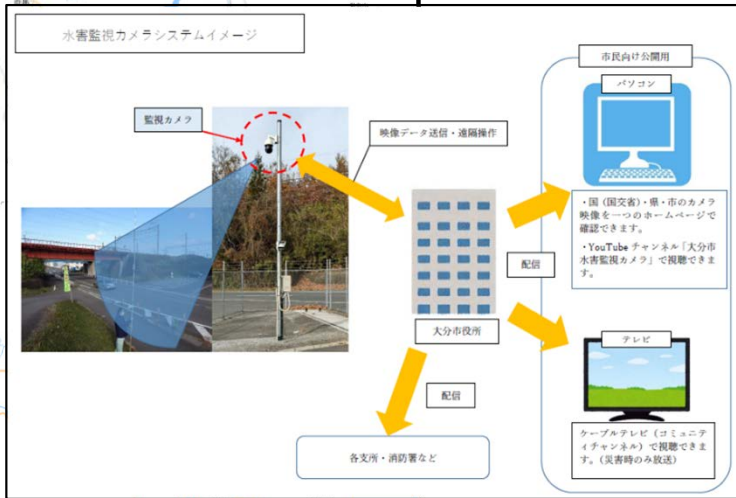 水害監視カメラシステムイメージ
市民向け公開用
パソコン
監視カメラ
映像データ送信・遠隔操作
・国(国交省)・県・市のカメラ
映像を一つのホームページで
確認できます。
・YouTube チャンネル「大分市
水害監視カメラ」で視聴できま
す。
配信
大分市役所
テレビ
配信
ケーブルテレビ(コミュニテ
ィチャンネル)で視聴できま
す。(災害時のみ放送)
各支所・消防署など